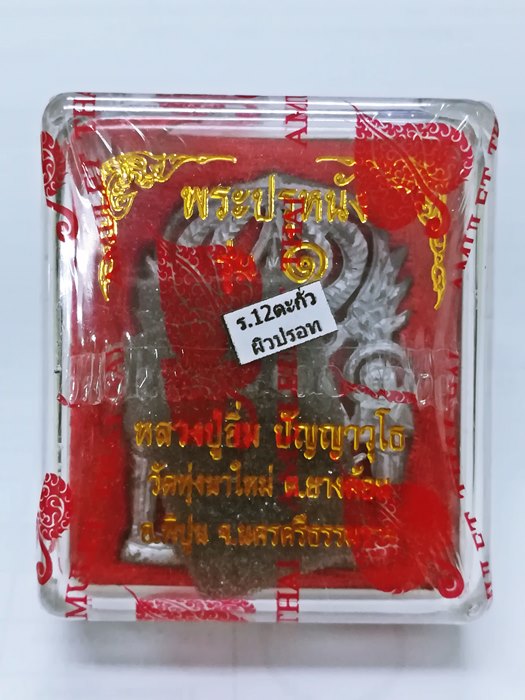 พระปรหนัง
รุ่น ๑
ร.12ตะกั่ว
ผิวปรอท
หลวงปู่อิ่ม ปัญญาวุโธ
วัดทุ่งนาใหม่ ต.ยางค้อม
อ.พิปูน จ.นครศรีธรรมราช
THAI AMULET